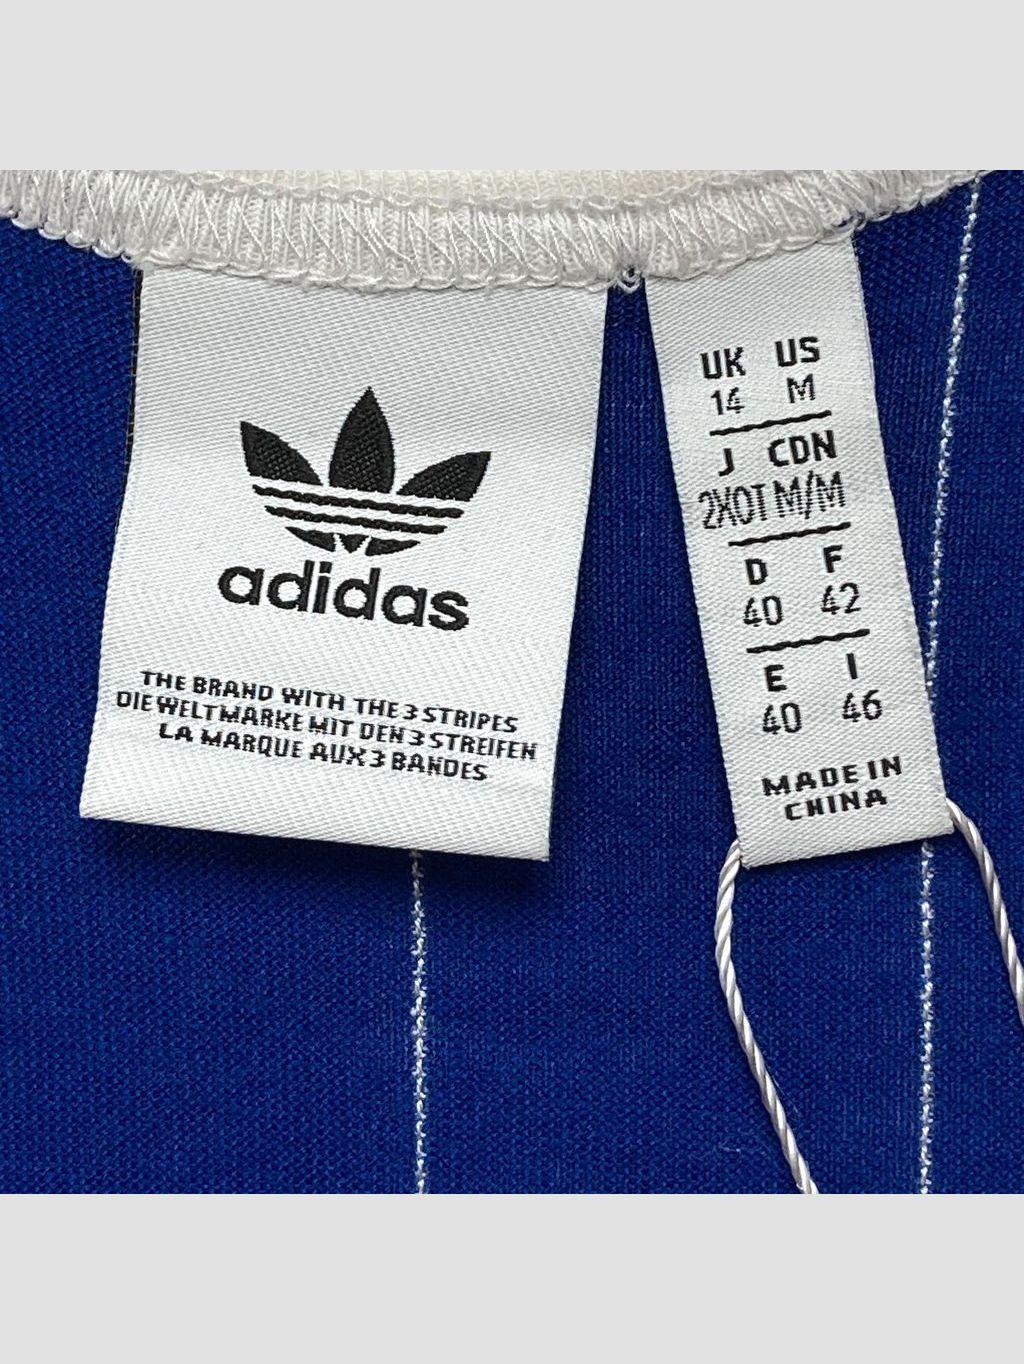 adidas
THE BRAND WITH THE 3 STRIPES
DIE WELTMARKE MIT DEN 3 STREIFEN
LA MARQUE AUX 3 BANDES
UK US
14 M
J CDN
2XOT M/M
D F
40 42
E I
40 46
MADE IN
CHINA